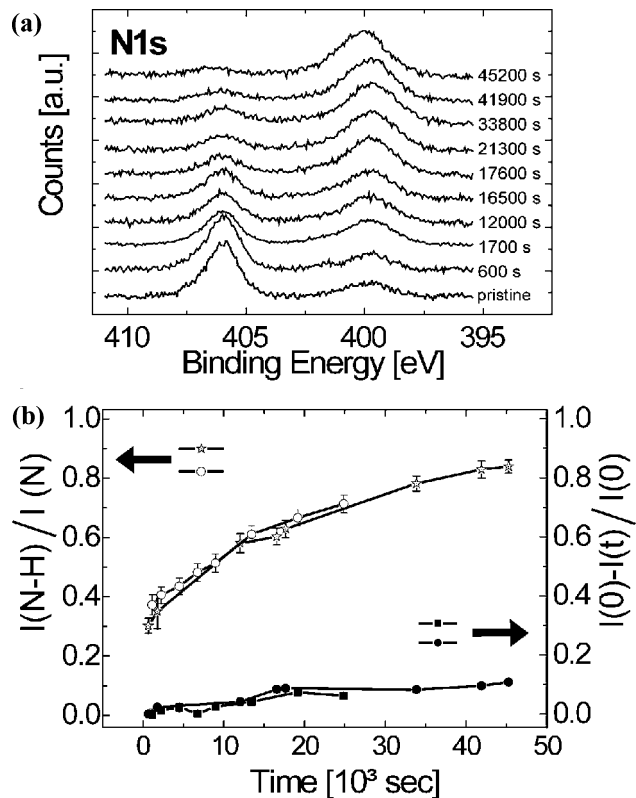 (a)
N1s
Counts [a.u.]
45200 s
41900 s
33800 s
21300 s
17600 s
16500 s
12000 s
1700 s
600 s
pristine
410 405 400 395
Binding Energy [eV]
(b)
I(N-H) / I (N)
1.0
0.8
0.6
0.4
0.2
0.0
1.0
0.8
0.6
0.4
0.2
0.0
I(0)-I(t) / I(0)
0 10 20 30 40 50
Time [10³ sec]